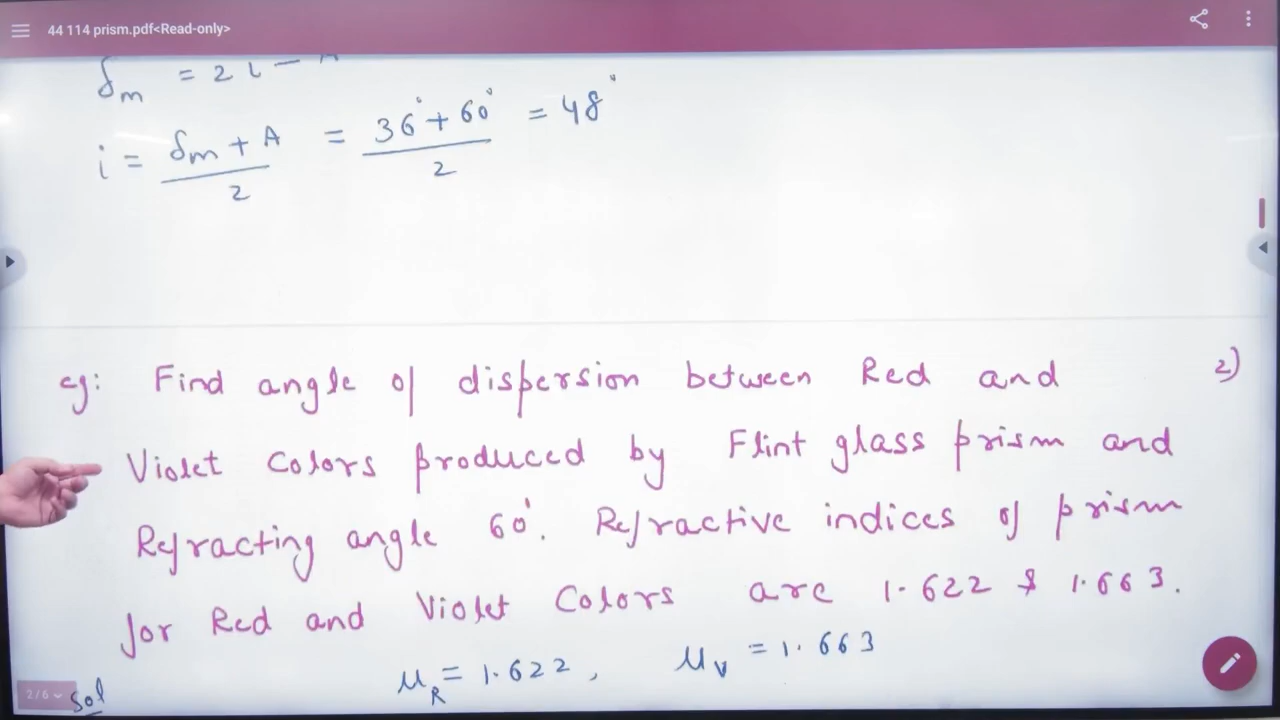 44 114 prism.pdf<Read-only>
δm = 2i - A
i = δm + A / 2 = 36° + 60° / 2 = 48°
eg: Find angle of dispersion between Red and 2)
Violet Colors produced by Flint glass prism and
Refracting angle 60°. Refractive indices of prism
for Red and Violet Colors are 1.622 & 1.663.
μR = 1.622, μV = 1.663
2/6
Sol